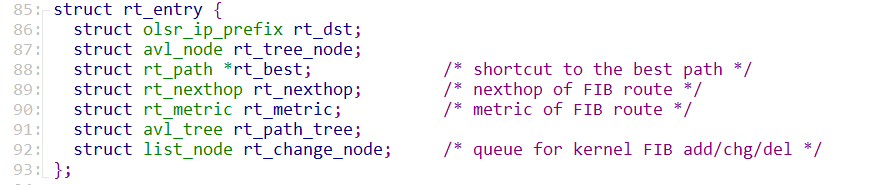 85: struct rt_entry {
86:   struct olsr_ip_prefix rt_dst;
87:   struct avl_node rt_tree_node;
88:   struct rt_path *rt_best;             /* shortcut to the best path */
89:   struct rt_nexthop rt_nexthop;        /* nexthop of FIB route */
90:   struct rt_metric rt_metric;          /* metric of FIB route */
91:   struct avl_tree rt_path_tree;
92:   struct list_node rt_change_node;     /* queue for kernel FIB add/chg/del */
93: };